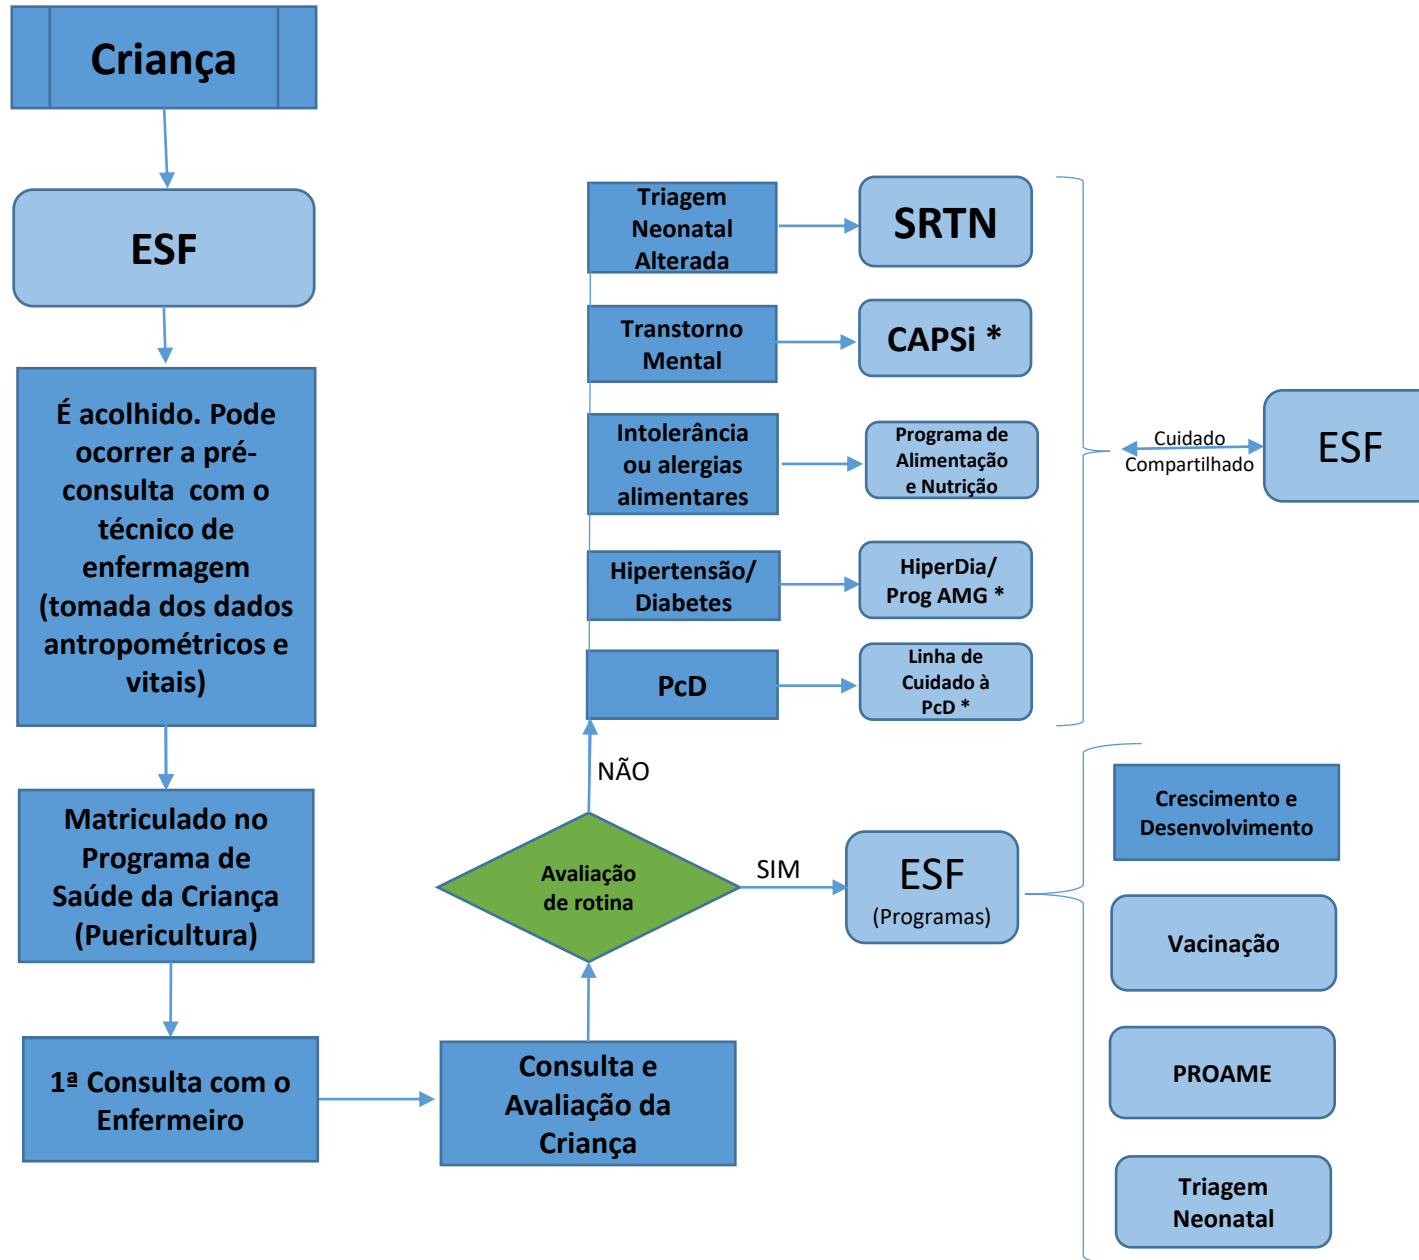 Criança
ESF
É acolhido. Pode
ocorrer a pré-
consulta com o
técnico de
enfermagem
(tomada dos dados
antropométricos e
vitais)
Matriculado no
Programa de
Saúde da Criança
(Puericultura)
1ª Consulta com o
Enfermeiro
Consulta e
Avaliação da
Criança
Avaliação
de rotina
NÃO
SIM
Triagem
Neonatal
Alterada
SRTN
Transtorno
Mental
CAPSi *
Intolerância
ou alergias
alimentares
Programa de
Alimentação
e Nutrição
Hipertensão/
Diabetes
HiperDia/
Prog AMG *
PcD
Linha de
Cuidado à
PcD *
Cuidado
Compartilhado
ESF
ESF
(Programas)
Crescimento e
Desenvolvimento
Vacinação
PROAME
Triagem
Neonatal